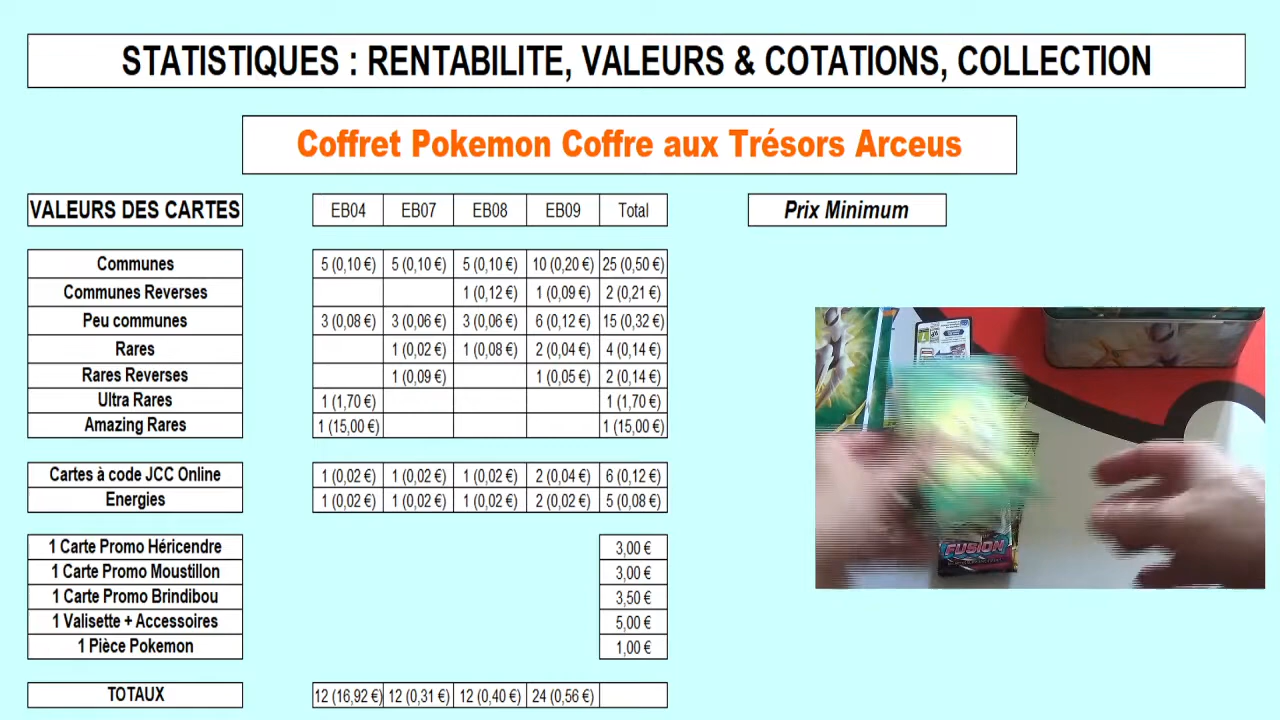 STATISTIQUES : RENTABILITE, VALEURS & COTATIONS, COLLECTION
Coffret Pokemon Coffre aux Trésors Arceus
VALEURS DES CARTES EB04 EB07 EB08 EB09 Total Prix Minimum
Communes 5 (0,10 €) 5 (0,10 €) 5 (0,10 €) 10 (0,20 €) 25 (0,50 €)
Communes Reverses 1 (0,12 €) 1 (0,09 €) 2 (0,21 €)
Peu communes 3 (0,08 €) 3 (0,06 €) 3 (0,06 €) 6 (0,12 €) 15 (0,32 €)
Rares 1 (0,02 €) 1 (0,08 €) 2 (0,04 €) 4 (0,14 €)
Rares Reverses 1 (0,09 €) 1 (0,05 €) 2 (0,14 €)
Ultra Rares 1 (1,70 €) 1 (1,70 €)
Amazing Rares 1 (15,00 €) 1 (15,00 €)
Cartes à code JCC Online 1 (0,02 €) 1 (0,02 €) 1 (0,02 €) 2 (0,04 €) 6 (0,12 €)
Energies 1 (0,02 €) 1 (0,02 €) 1 (0,02 €) 2 (0,02 €) 5 (0,08 €)
1 Carte Promo Héricendre 3,00 €
1 Carte Promo Moustillon 3,00 €
1 Carte Promo Brindibou 3,50 €
1 Valisette + Accessoires 5,00 €
1 Pièce Pokemon 1,00 €
TOTAUX 12 (16,92 €) 12 (0,31 €) 12 (0,40 €) 24 (0,56 €)
FUSION